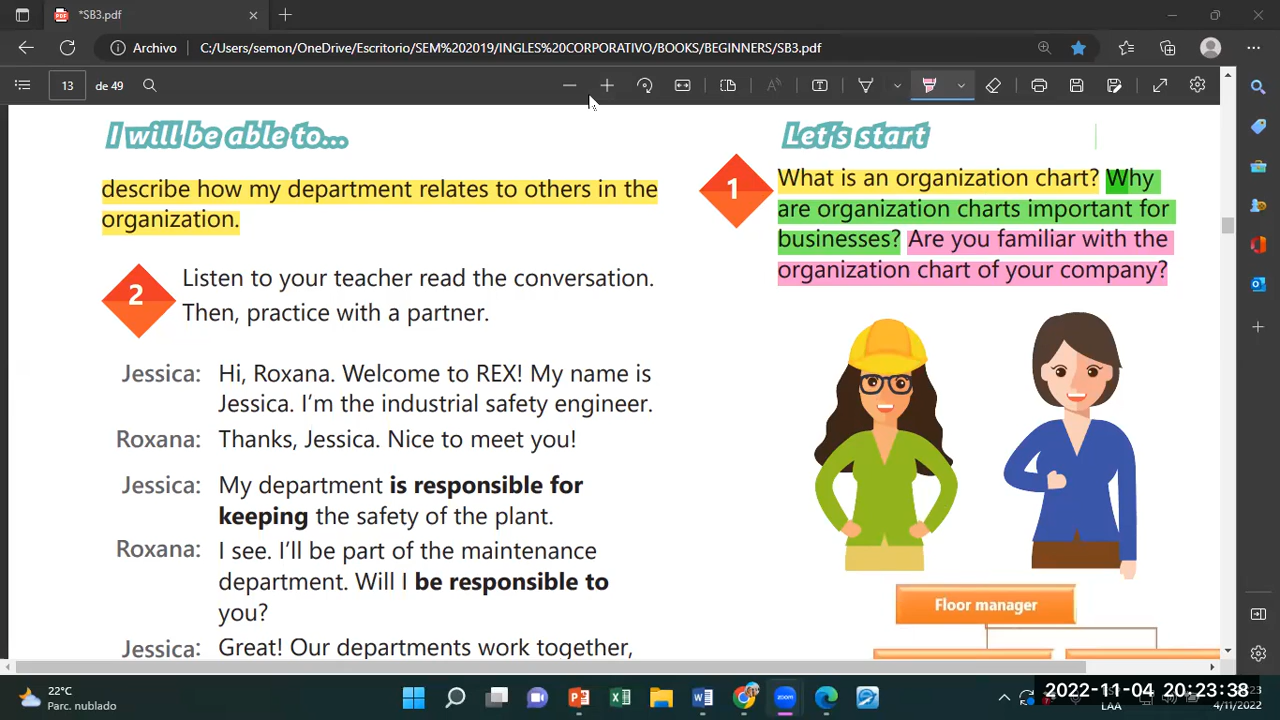 *SB3.pdf
Archivo
C:/Users/semon/OneDrive/Escritorio/SEM%202019/INGLES%20CORPORATIVO/BOOKS/BEGINNERS/SB3.pdf
13 de 49
I will be able to...
describe how my department relates to others in the
organization.
2
Listen to your teacher read the conversation.
Then, practice with a partner.
Jessica: Hi, Roxana. Welcome to REX! My name is
Jessica. I'm the industrial safety engineer.
Roxana: Thanks, Jessica. Nice to meet you!
Jessica: My department is responsible for
keeping the safety of the plant.
Roxana: I see. I'll be part of the maintenance
department. Will I be responsible to
you?
Jessica: Great! Our departments work together,
Let's start
1
What is an organization chart? Why
are organization charts important for
businesses? Are you familiar with the
organization chart of your company?
Floor manager
22°C
Parc. nublado
LAA
2022-11-04 20:23:38
4/11/2022